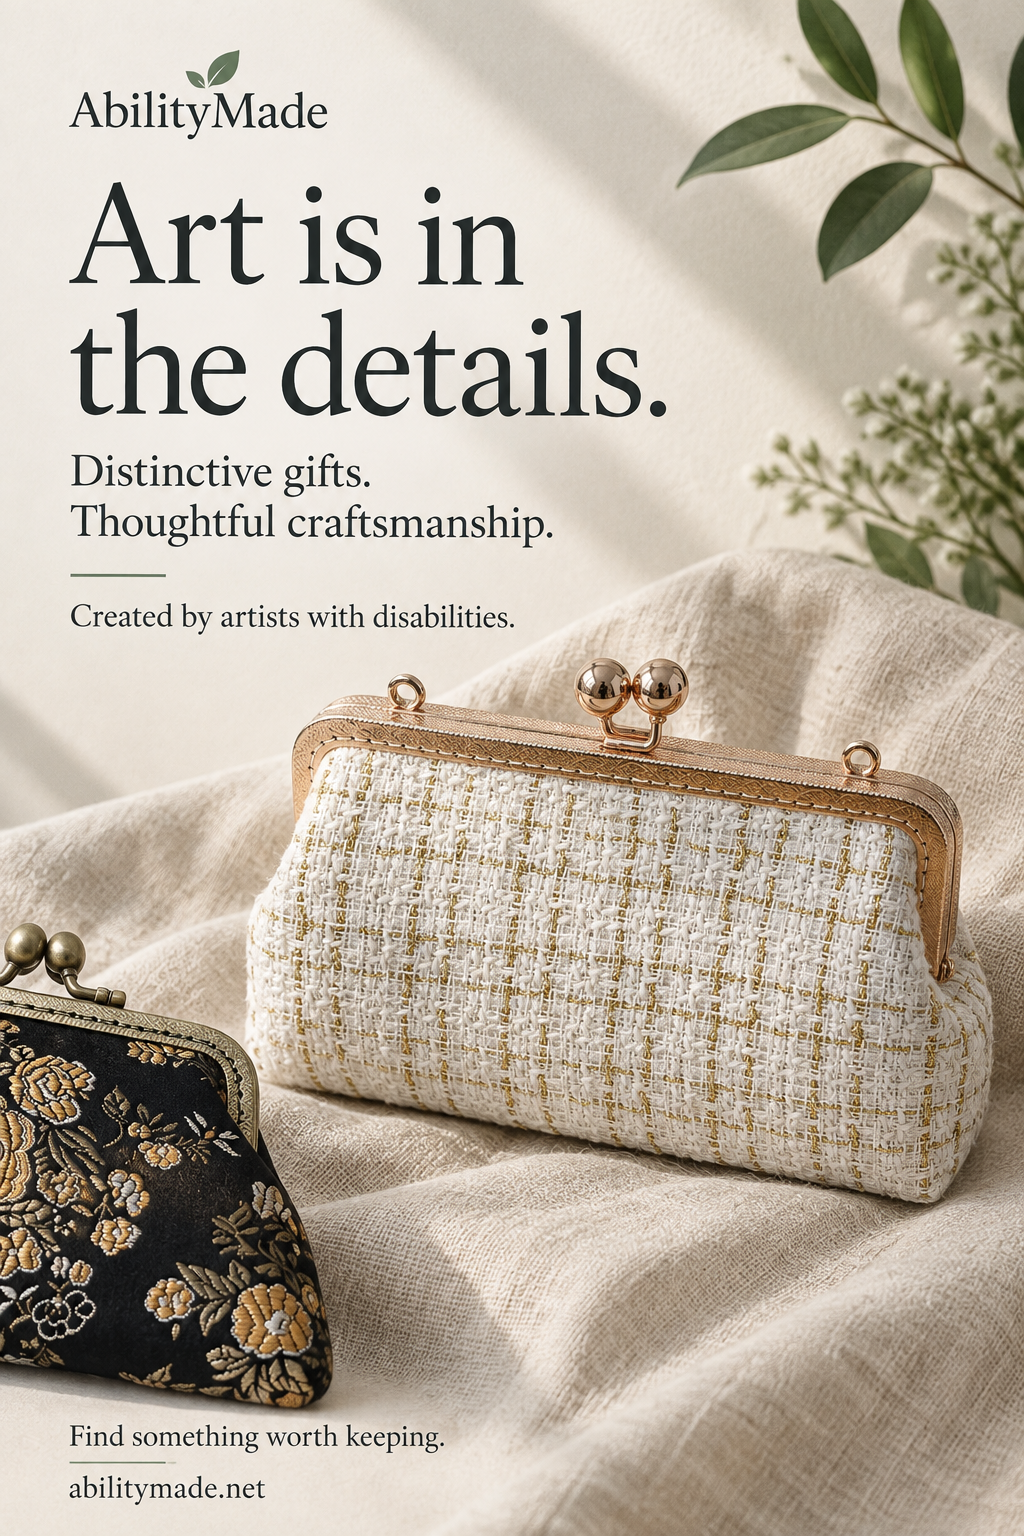 AbilityMade
Art is in
the details.
Distinctive gifts.
Thoughtful craftsmanship.
Created by artists with disabilities.
Find something worth keeping.
abilitymade.net